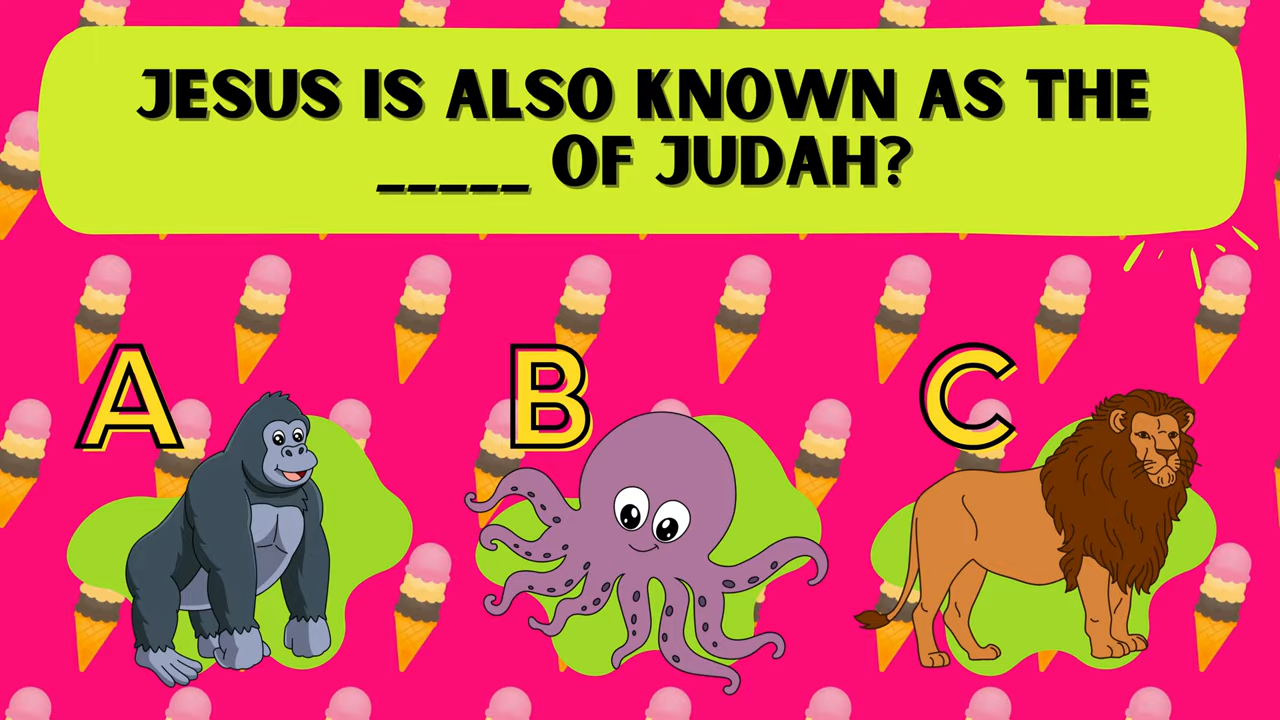 JESUS IS ALSO KNOWN AS THE
_____ OF JUDAH?
A
B
C